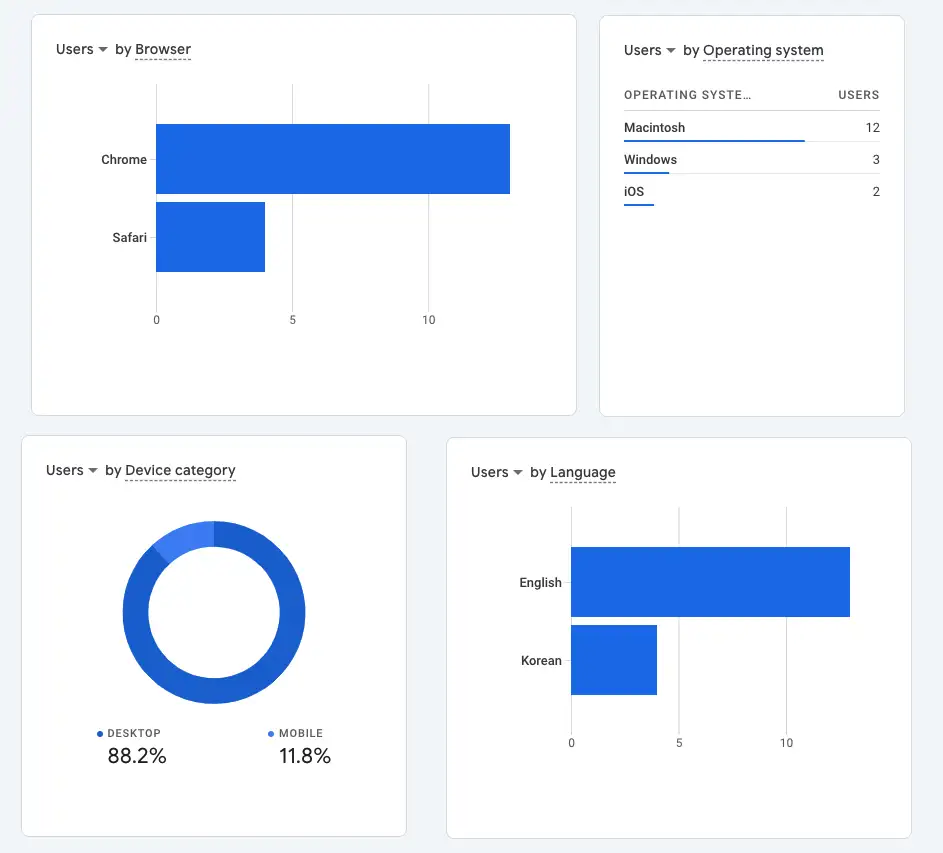 Users by Browser
Chrome
Safari
0 5 10
Users by Operating system
OPERATING SYSTE… USERS
Macintosh 12
Windows 3
iOS 2
Users by Device category
DESKTOP MOBILE
88.2% 11.8%
Users by Language
English
Korean
0 5 10